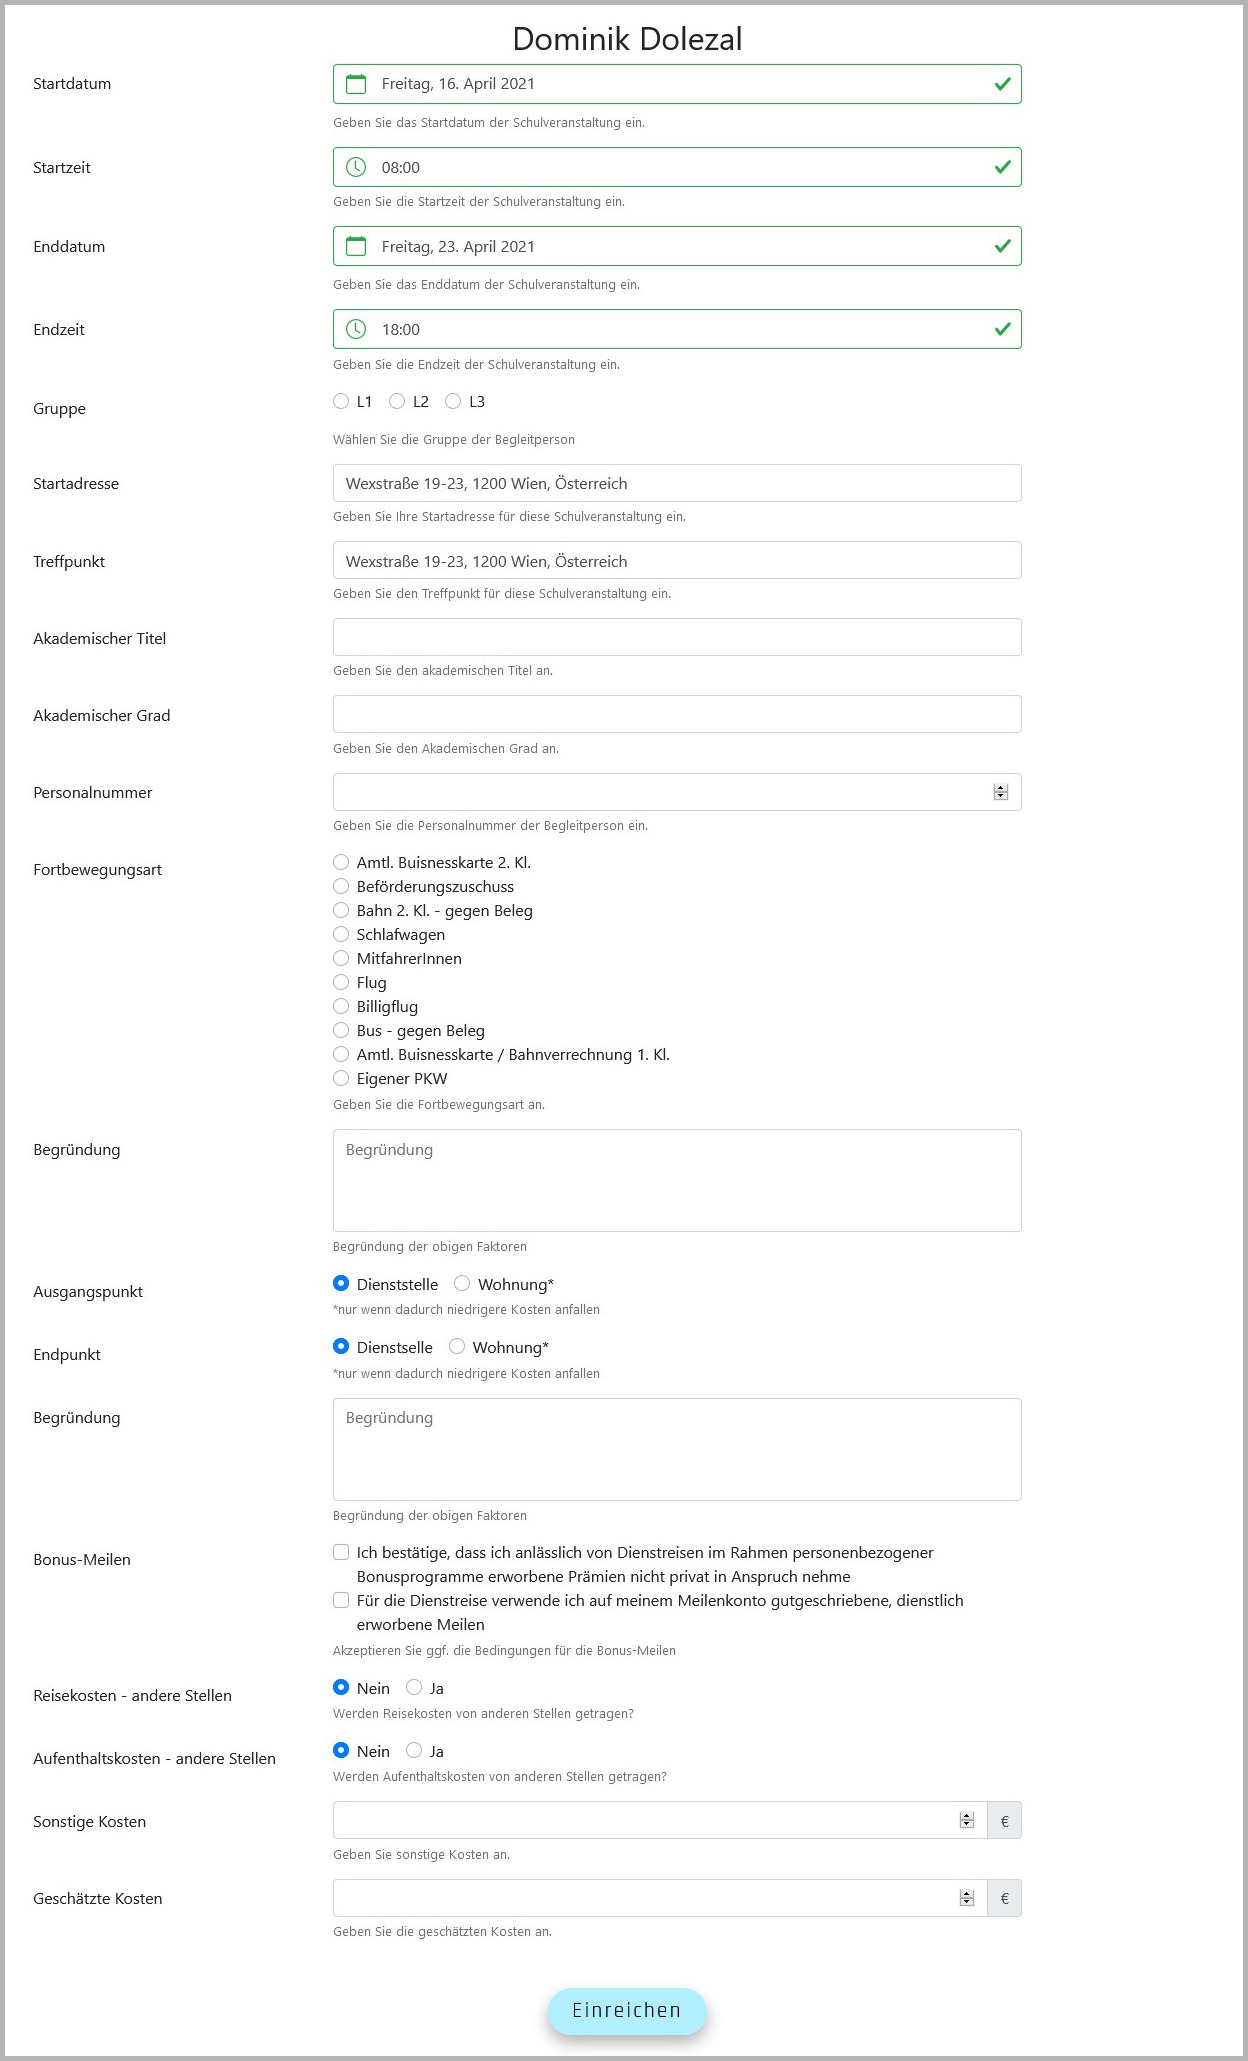 Dominik Dolezal
Startdatum
Freitag, 16. April 2021
Geben Sie das Startdatum der Schulveranstaltung ein.
Startzeit
08:00
Geben Sie die Startzeit der Schulveranstaltung ein.
Enddatum
Freitag, 23. April 2021
Geben Sie das Enddatum der Schulveranstaltung ein.
Endzeit
18:00
Geben Sie die Endzeit der Schulveranstaltung ein.
Gruppe
L1 L2 L3
Wählen Sie die Gruppe der Begleitperson
Startadresse
Wexstraße 19-23, 1200 Wien, Österreich
Geben Sie Ihre Startadresse für diese Schulveranstaltung ein.
Treffpunkt
Wexstraße 19-23, 1200 Wien, Österreich
Geben Sie den Treffpunkt für diese Schulveranstaltung ein.
Akademischer Titel
Geben Sie den akademischen Titel an.
Akademischer Grad
Geben Sie den Akademischen Grad an.
Personalnummer
Geben Sie die Personalnummer der Begleitperson ein.
Fortbewegungsart
Amtl. Buisnesskarte 2. Kl.
Beförderungszuschuss
Bahn 2. Kl. - gegen Beleg
Schlafwagen
MitfahrerInnen
Flug
Billigflug
Bus - gegen Beleg
Amtl. Buisnesskarte / Bahnverrechnung 1. Kl.
Eigener PKW
Geben Sie die Fortbewegungsart an.
Begründung
Begründung
Begründung der obigen Faktoren
Ausgangspunkt
Dienststelle Wohnung*
*nur wenn dadurch niedrigere Kosten anfallen
Endpunkt
Dienstselle Wohnung*
*nur wenn dadurch niedrigere Kosten anfallen
Begründung
Begründung
Begründung der obigen Faktoren
Bonus-Meilen
Ich bestätige, dass ich anlässlich von Dienstreisen im Rahmen personenbezogener
Bonusprogramme erworbene Prämien nicht privat in Anspruch nehme
Für die Dienstreise verwende ich auf meinem Meilenkonto gutgeschriebene, dienstlich
erworbene Meilen
Akzeptieren Sie ggf. die Bedingungen für die Bonus-Meilen
Reisekosten - andere Stellen
Nein Ja
Werden Reisekosten von anderen Stellen getragen?
Aufenthaltskosten - andere Stellen
Nein Ja
Werden Aufenthaltskosten von anderen Stellen getragen?
Sonstige Kosten
€
Geben Sie sonstige Kosten an.
Geschätzte Kosten
€
Geben Sie die geschätzten Kosten an.
Einreichen